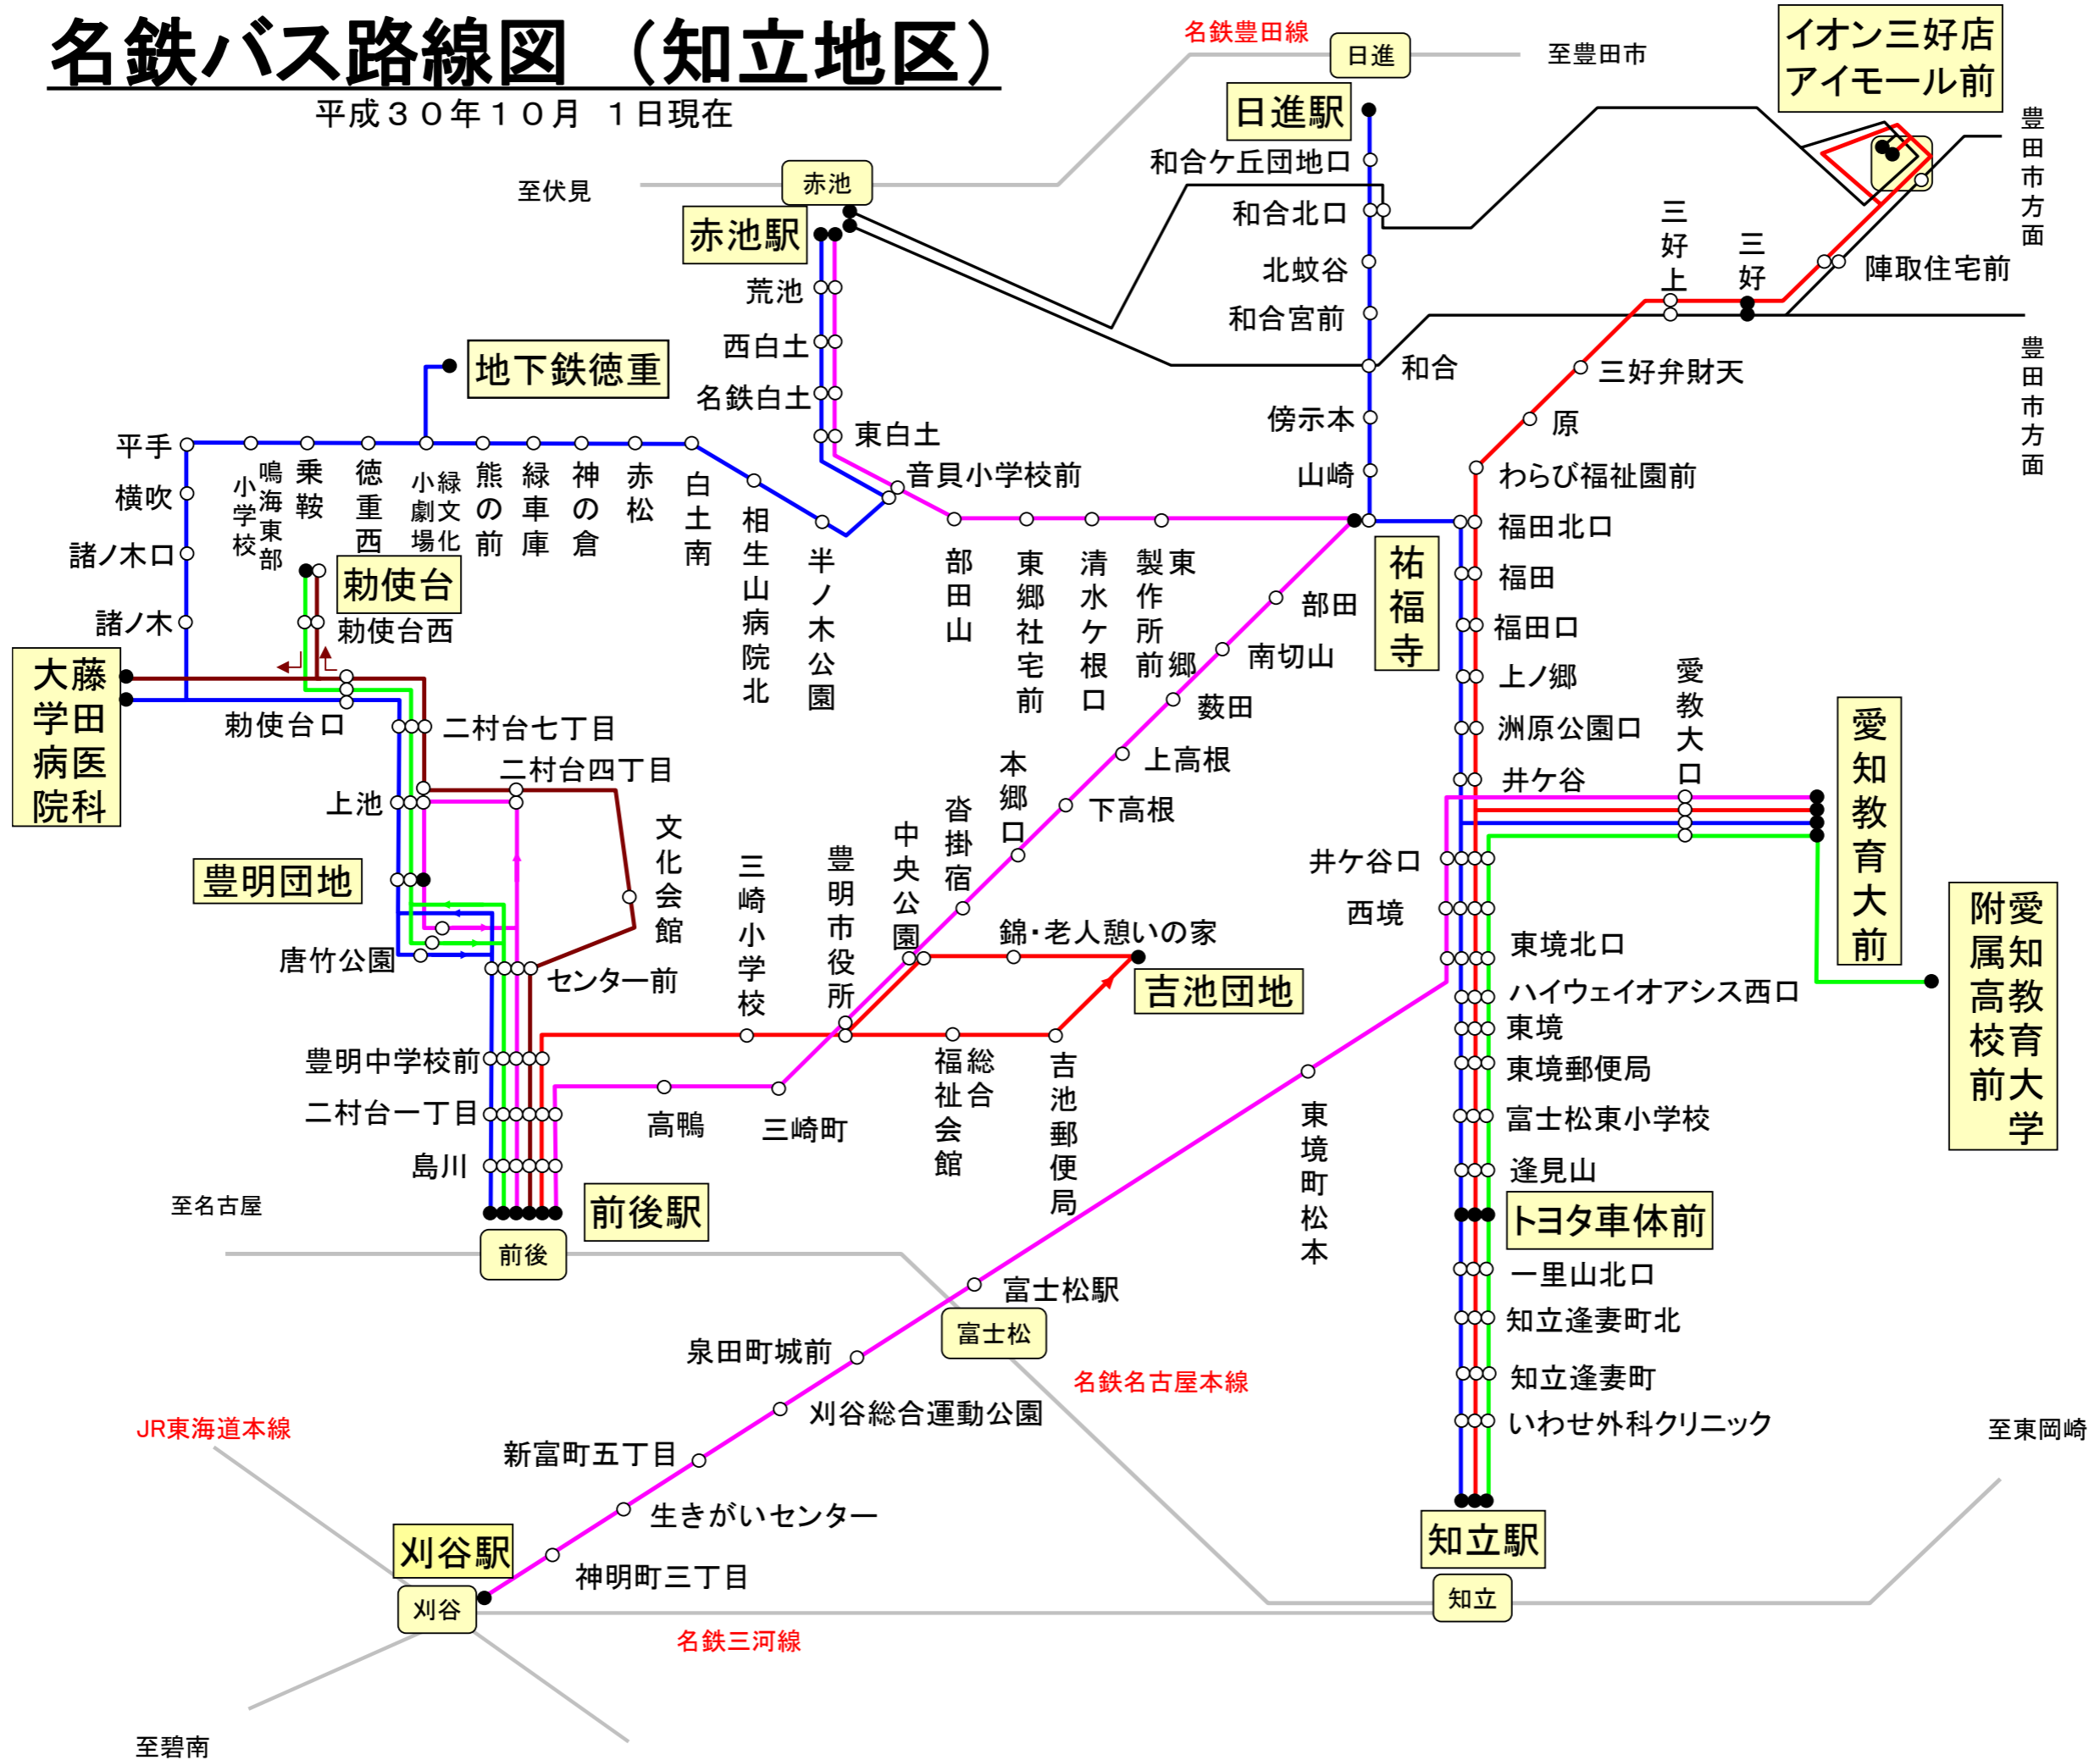 名鉄バス路線図 （知立地区）
平成３０年１０月 １日現在
名鉄豊田線
日進
至豊田市
イオン三好店
アイモール前
日進駅
豊田市方面
和合ケ丘団地口
至伏見
赤池
赤池駅
和合北口
三好上
三好
陣取住宅前
北蚊谷
荒池
和合宮前
西白土
豊田市方面
地下鉄徳重
和合
三好弁財天
名鉄白土
傍示本
原
東白土
平手
音貝小学校前
山崎
わらび福祉園前
横吹
鳴海東部
小学校
乗鞍
徳重西
緑文化
小劇場
熊の前
緑車庫
神の倉
赤松
白土南
相生山病院北
半ノ木公園
部田山
東郷社宅前
清水ケ根口
東郷
製作所前
祐福寺
福田北口
諸ノ木口
勅使台
福田
諸ノ木
勅使台西
部田
福田口
南切山
藤田医科
大学病院
上ノ郷
愛教大口
薮田
勅使台口
二村台七丁目
洲原公園口
愛知教育大前
上高根
二村台四丁目
井ケ谷
本郷口
上池
下高根
沓掛宿
中央公園
文化会館
豊明市役所
三崎小学校
豊明団地
井ケ谷口
西境
愛知教育大学
附属高校前
錦・老人憩いの家
唐竹公園
東境北口
センター前
吉池団地
ハイウェイオアシス西口
東境
豊明中学校前
総合
福祉会館
吉池郵便局
東境郵便局
二村台一丁目
高鴨
三崎町
東境町松本
富士松東小学校
島川
逢見山
至名古屋
前後駅
トヨタ車体前
前後
一里山北口
富士松駅
富士松
知立逢妻町北
泉田町城前
名鉄名古屋本線
知立逢妻町
刈谷総合運動公園
JR東海道本線
いわせ外科クリニック
至東岡崎
新富町五丁目
生きがいセンター
刈谷駅
知立駅
神明町三丁目
刈谷
知立
名鉄三河線
至碧南